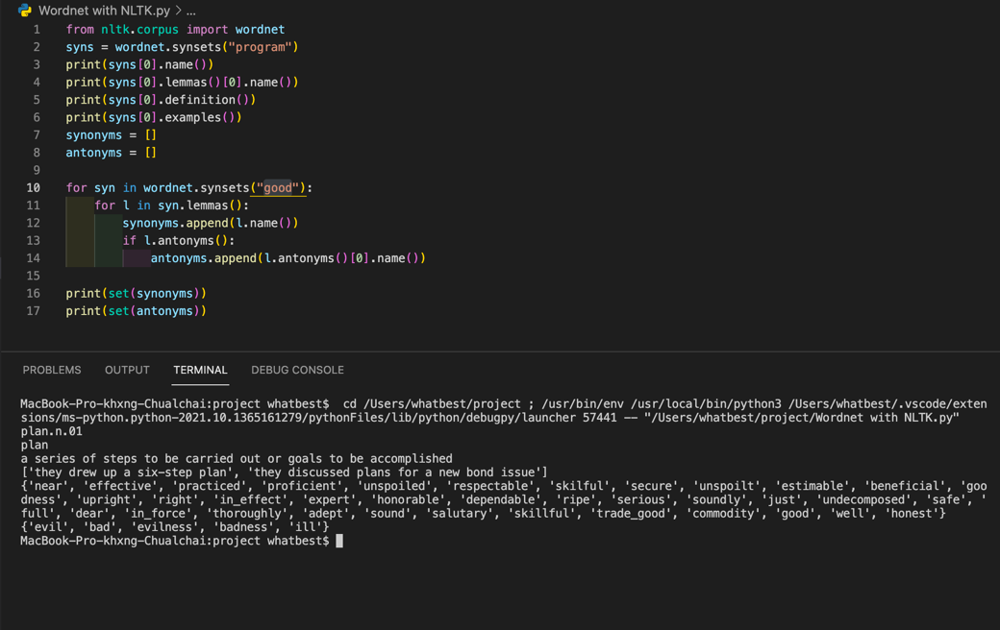 Wordnet with NLTK.py > ...
1 from nltk.corpus import wordnet
2 syns = wordnet.synsets("program")
3 print(syns[0].name())
4 print(syns[0].lemmas()[0].name())
5 print(syns[0].definition())
6 print(syns[0].examples())
7 synonyms = []
8 antonyms = []
9
10 for syn in wordnet.synsets("good"):
11     for l in syn.lemmas():
12         synonyms.append(l.name())
13         if l.antonyms():
14             antonyms.append(l.antonyms()[0].name())
15
16 print(set(synonyms))
17 print(set(antonyms))
PROBLEMS OUTPUT TERMINAL DEBUG CONSOLE
MacBook-Pro-khxng-Chualchai:project whatbest$  cd /Users/whatbest/project ; /usr/bin/env /usr/local/bin/python3 /Users/whatbest/.vscode/exten
sions/ms-python.python-2021.10.1365161279/pythonFiles/lib/python/debugpy/launcher 57441 -- "/Users/whatbest/project/Wordnet with NLTK.py"
plan.n.01
plan
a series of steps to be carried out or goals to be accomplished
['they drew up a six-step plan', 'they discussed plans for a new bond issue']
{'near', 'effective', 'practiced', 'proficient', 'unspoiled', 'respectable', 'skilful', 'secure', 'unspoilt', 'estimable', 'beneficial', 'goo
dness', 'upright', 'right', 'in_effect', 'expert', 'honorable', 'dependable', 'ripe', 'serious', 'soundly', 'just', 'undecomposed', 'safe', '
full', 'dear', 'in_force', 'thoroughly', 'adept', 'sound', 'salutary', 'skillful', 'trade_good', 'commodity', 'good', 'well', 'honest'}
{'evil', 'bad', 'evilness', 'badness', 'ill'}
MacBook-Pro-khxng-Chualchai:project whatbest$